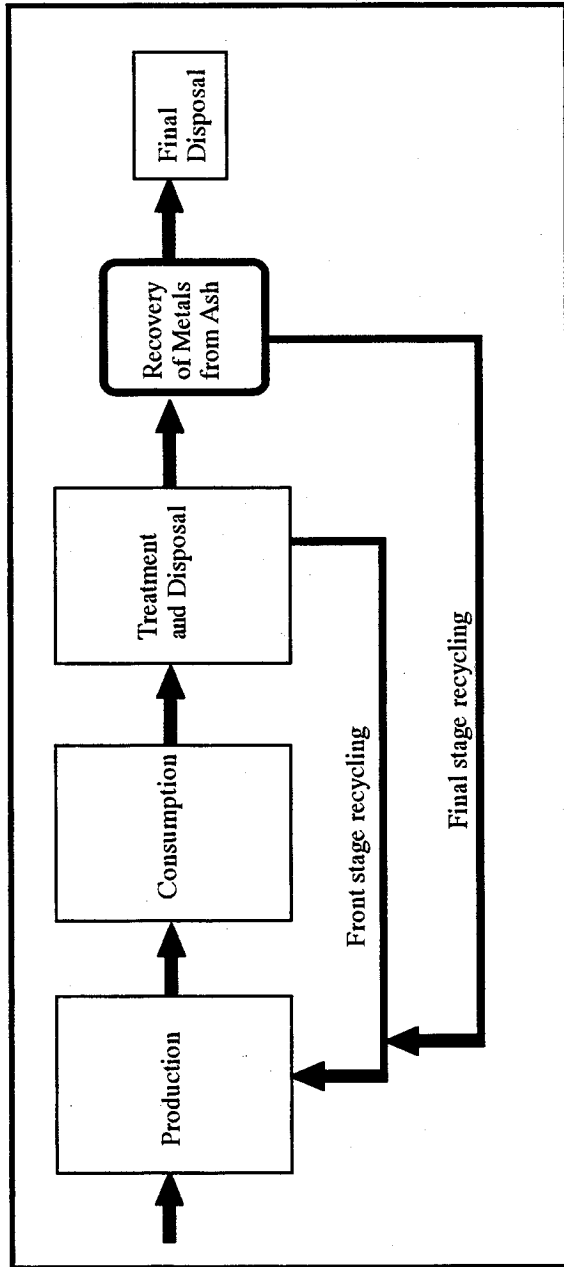 Production
Consumption
Treatment
and Disposal
Recovery
of Metals
from Ash
Final
Disposal
Front stage recycling
Final stage recycling